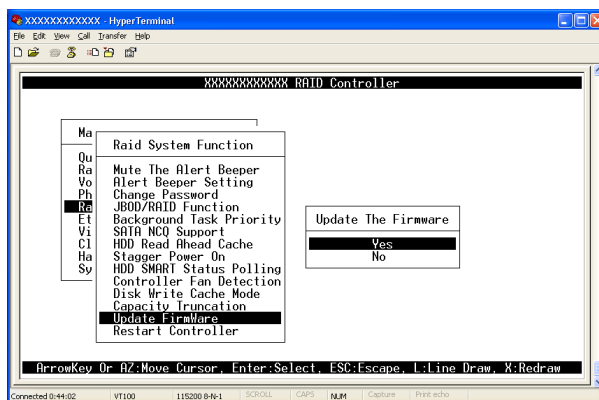 XXXXXXXXXXXX - HyperTerminal
File Edit View Call Transfer Help
XXXXXXXXXXXX RAID Controller
Ma
Qu
Ra
Vo
Ph
Ra
Et
Vi
Cl
Ha
Sy
Raid System Function
Mute The Alert Beeper
Alert Beeper Setting
Change Password
JBOD/RAID Function
Background Task Priority
SATA NCQ Support
HDD Read Ahead Cache
Stagger Power On
HDD SMART Status Polling
Controller Fan Detection
Disk Write Cache Mode
Capacity Truncation
Update FirmWare
Restart Controller
Update The Firmware
Yes
No
ArrowKey Or AZ:Move Cursor, Enter:Select, ESC:Escape, L:Line Draw, X:Redraw
Connected 0:44:02 VT100 115200 8-N-1 SCROLL CAPS NUM Capture Print echo